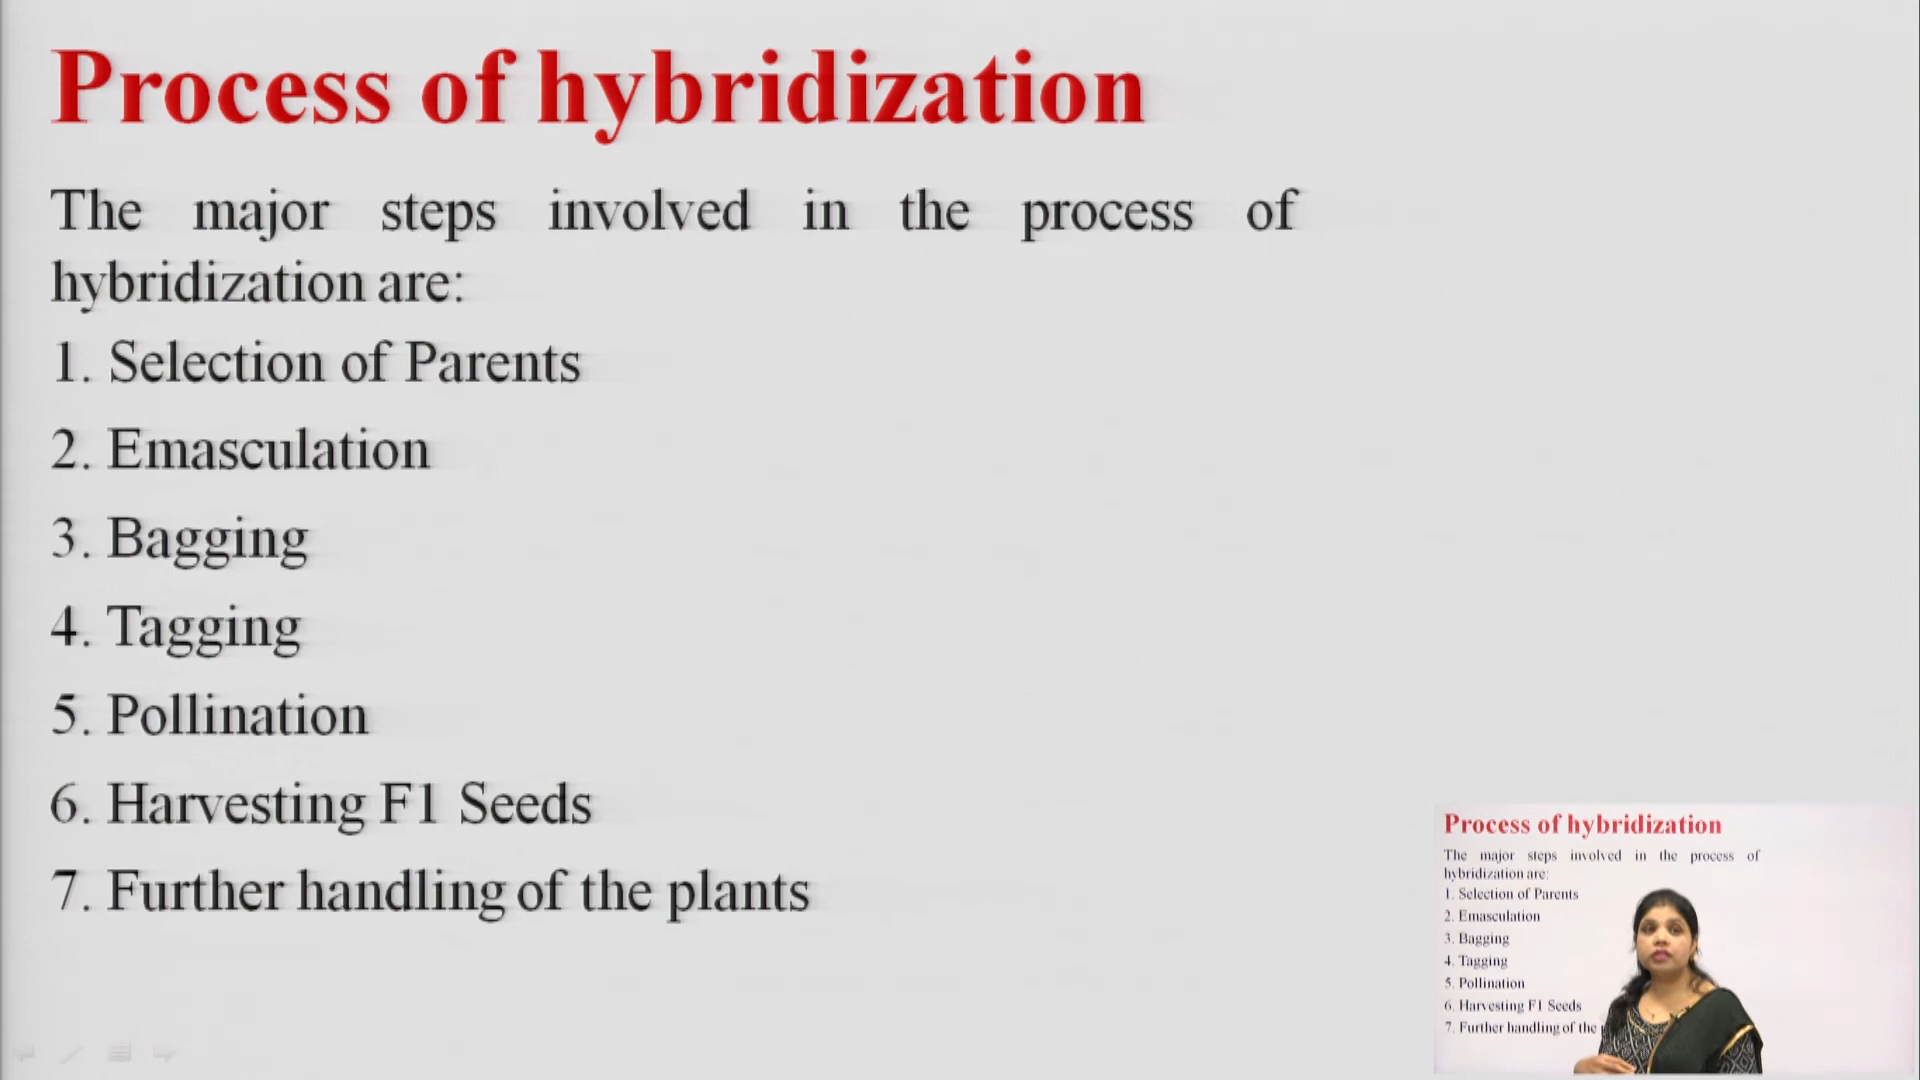 Process of hybridization
The major steps involved in the process of
hybridization are:
1. Selection of Parents
2. Emasculation
3. Bagging
4. Tagging
5. Pollination
6. Harvesting F1 Seeds
7. Further handling of the plants
Process of hybridization
The major steps involved in the process of
hybridization are:
1. Selection of Parents
2. Emasculation
3. Bagging
4. Tagging
5. Pollination
6. Harvesting F1 Seeds
7. Further handling of the